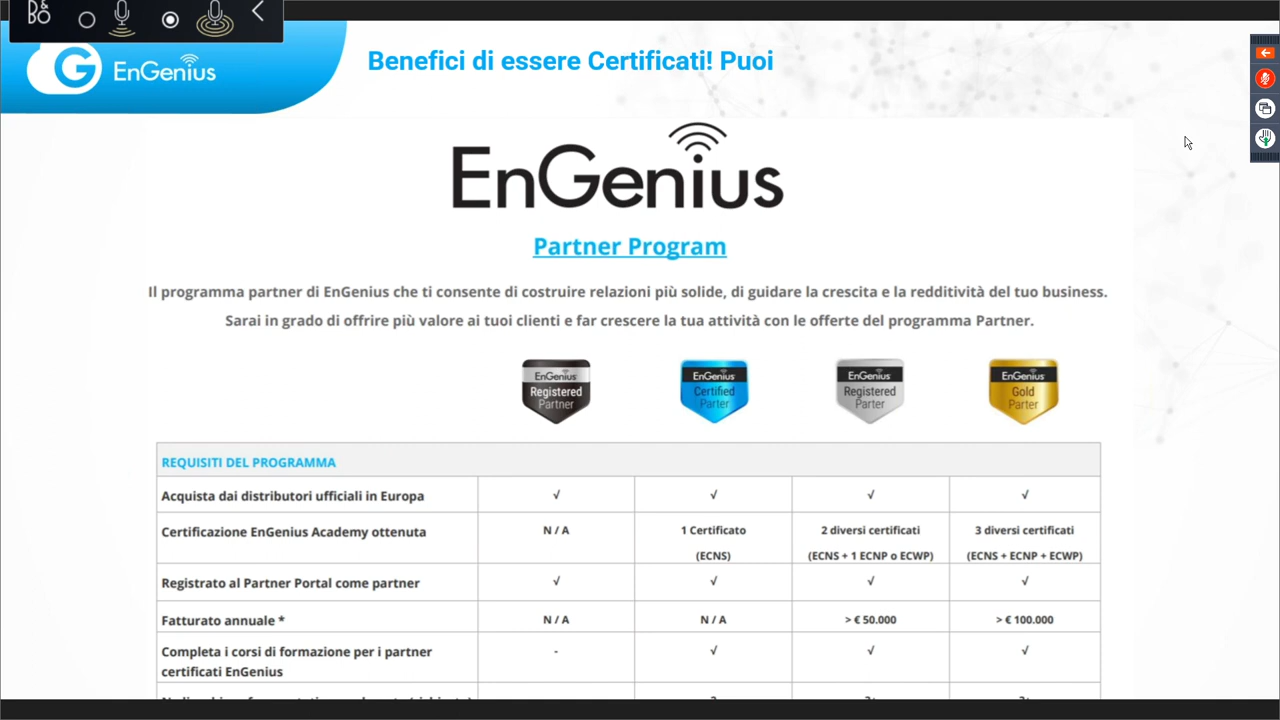 EnGenius
Benefici di essere Certificati! Puoi
EnGenius
Partner Program
Il programma partner di EnGenius che ti consente di costruire relazioni più solide, di guidare la crescita e la redditività del tuo business.
Sarai in grado di offrire più valore ai tuoi clienti e far crescere la tua attività con le offerte del programma Partner.
EnGenius Registered Partner
EnGenius Certified Parter
EnGenius Registered Parter
EnGenius Gold Parter
REQUISITI DEL PROGRAMMA
Acquista dai distributori ufficiali in Europa √ √ √ √
Certificazione EnGenius Academy ottenuta N / A 1 Certificato 2 diversi certificati 3 diversi certificati
(ECNS) (ECNS + 1 ECNP o ECWP) (ECNS + ECNP + ECWP)
Registrato al Partner Portal come partner √ √ √ √
Fatturato annuale * N / A N / A > € 50.000 > € 100.000
Completa i corsi di formazione per i partner - √ √ √
certificati EnGenius